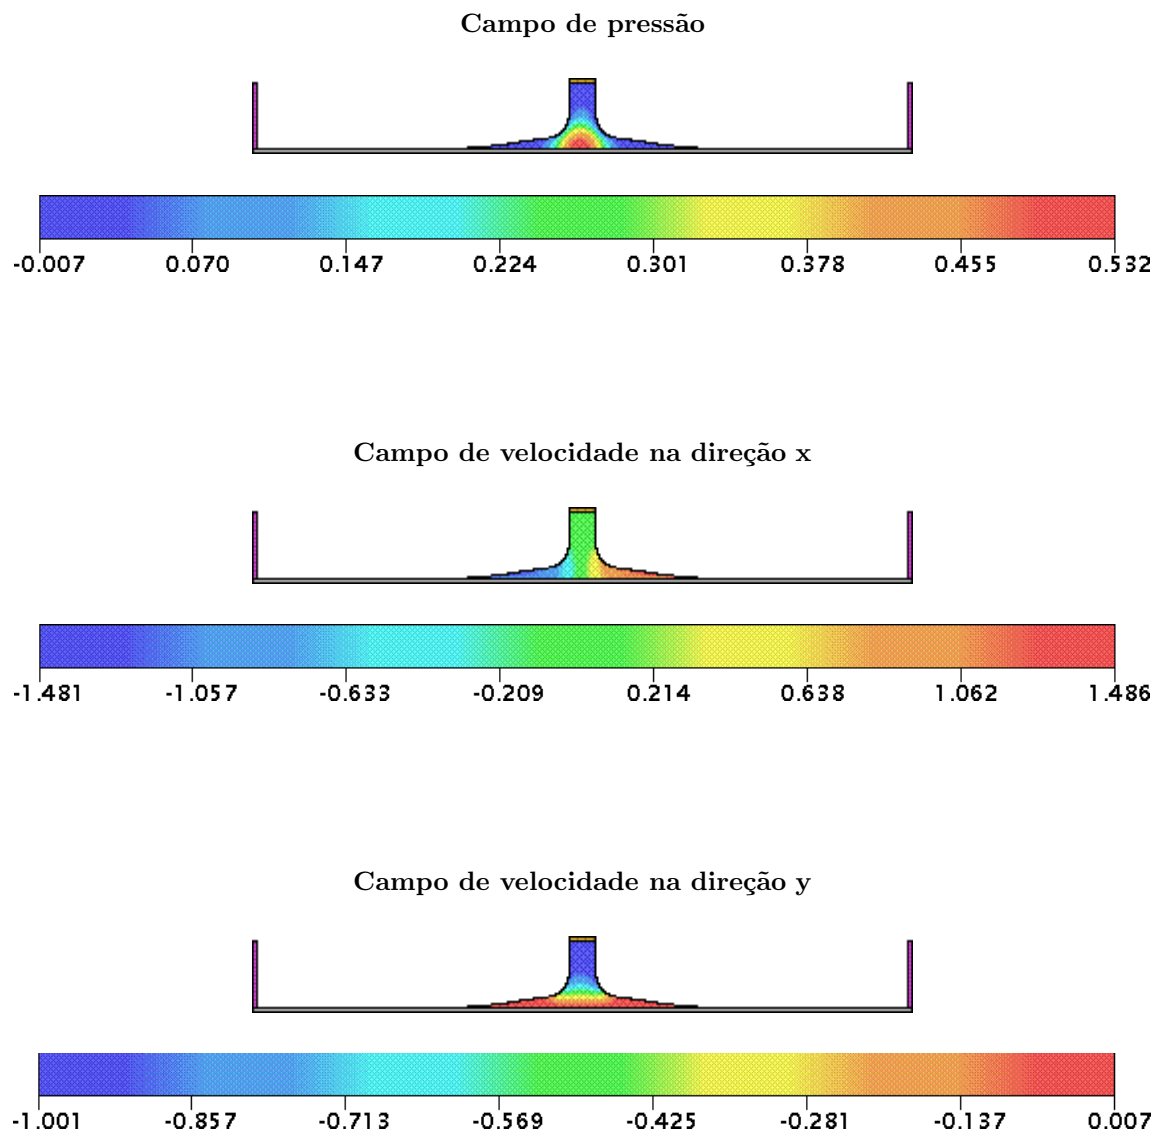 Campo de pressão
-0.007 0.070 0.147 0.224 0.301 0.378 0.455 0.532
Campo de velocidade na direção x
-1.481 -1.057 -0.633 -0.209 0.214 0.638 1.062 1.486
Campo de velocidade na direção y
-1.001 -0.857 -0.713 -0.569 -0.425 -0.281 -0.137 0.007